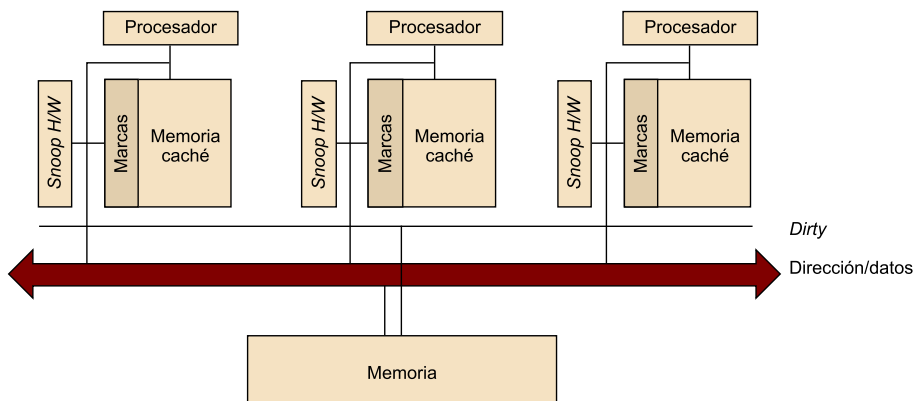 Procesador
Procesador
Procesador
Snoop H/W
Marcas
Memoria
caché
Snoop H/W
Marcas
Memoria
caché
Snoop H/W
Marcas
Memoria
caché
Dirty
Dirección/datos
Memoria